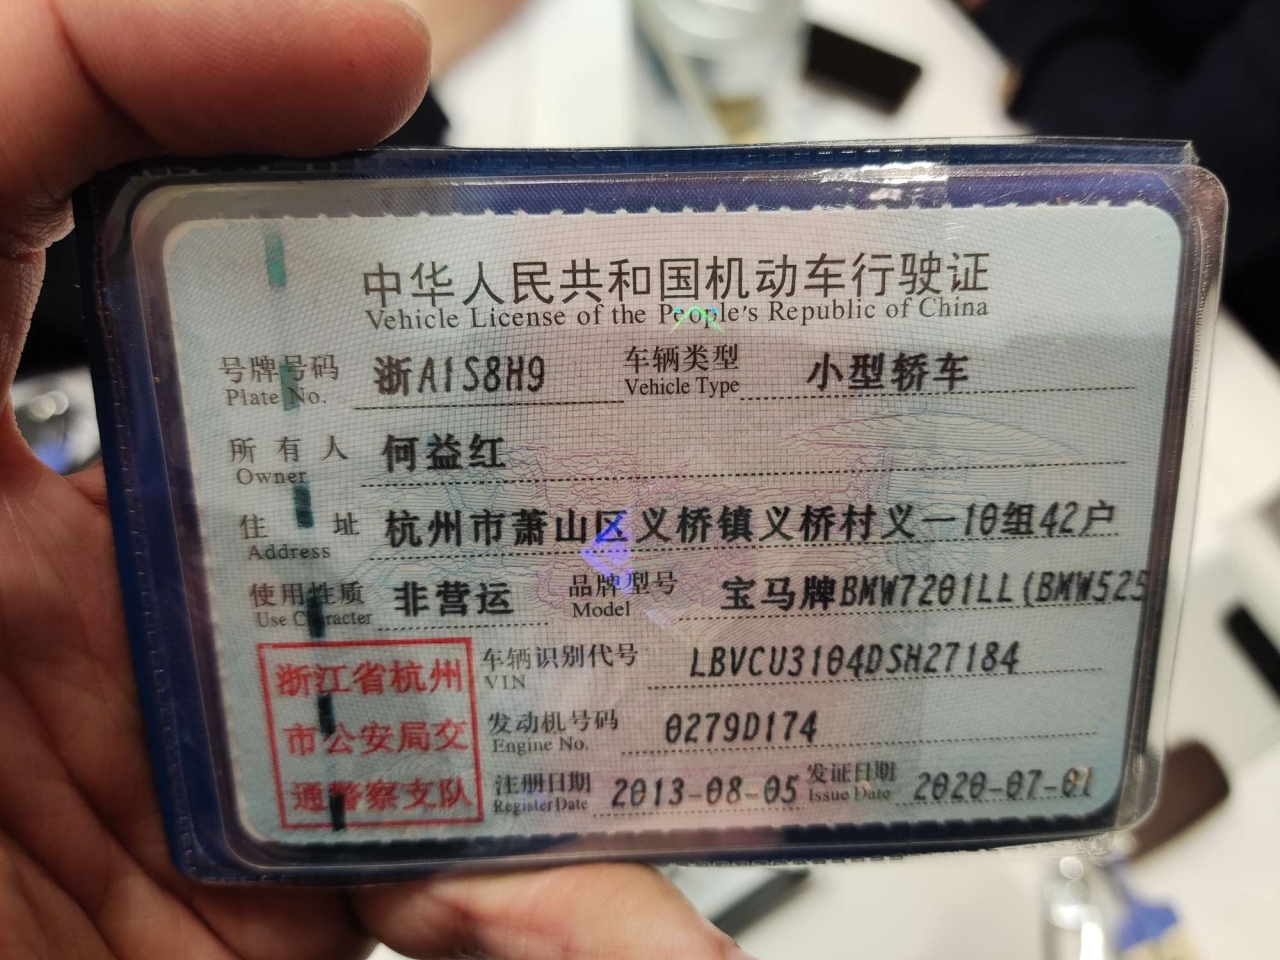 中华人民共和国机动车行驶证
Vehicle License of the People's Republic of China
号牌号码 浙A1S8H9 车辆类型 小型轿车
Plate No. Vehicle Type
所有人 何益红
Owner
住址 杭州市萧山区义桥镇义桥村义一10组42户
Address
使用性质 非营运 品牌型号 宝马牌BMW7201LL(BMW525
Use Character Model
浙江省杭州
市公安局交
通警察支队
车辆识别代号 LBVCU3104DSH27184
VIN
发动机号码 0279D174
Engine No.
注册日期 2013-08-05 发证日期 2020-07-01
Register Date Issue Date